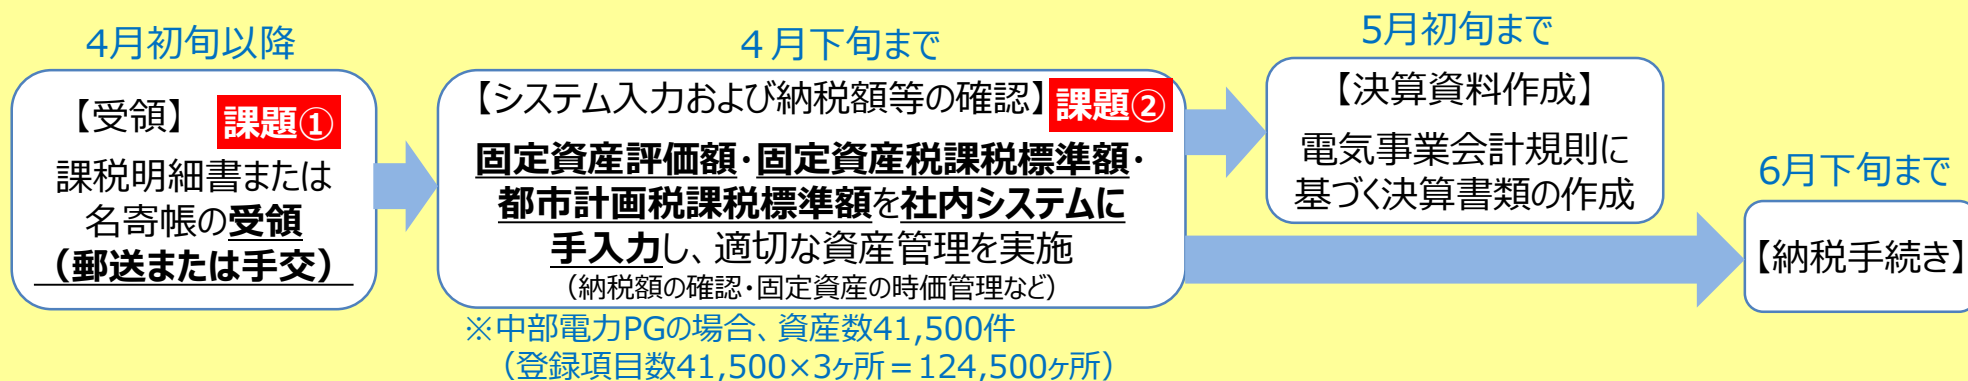 4月初旬以降
【受領】 課題①
課税明細書または
名寄帳の受領
（郵送または手交）
４月下旬まで
【システム入力および納税額等の確認】 課題②
固定資産評価額・固定資産税課税標準額・
都市計画税課税標準額を社内システムに
手入力し、適切な資産管理を実施
（納税額の確認・固定資産の時価管理など）
※中部電力PGの場合、資産数41,500件
（登録項目数41,500×3ヶ所＝124,500ヶ所）
5月初旬まで
【決算資料作成】
電気事業会計規則に
基づく決算書類の作成
6月下旬まで
【納税手続き】